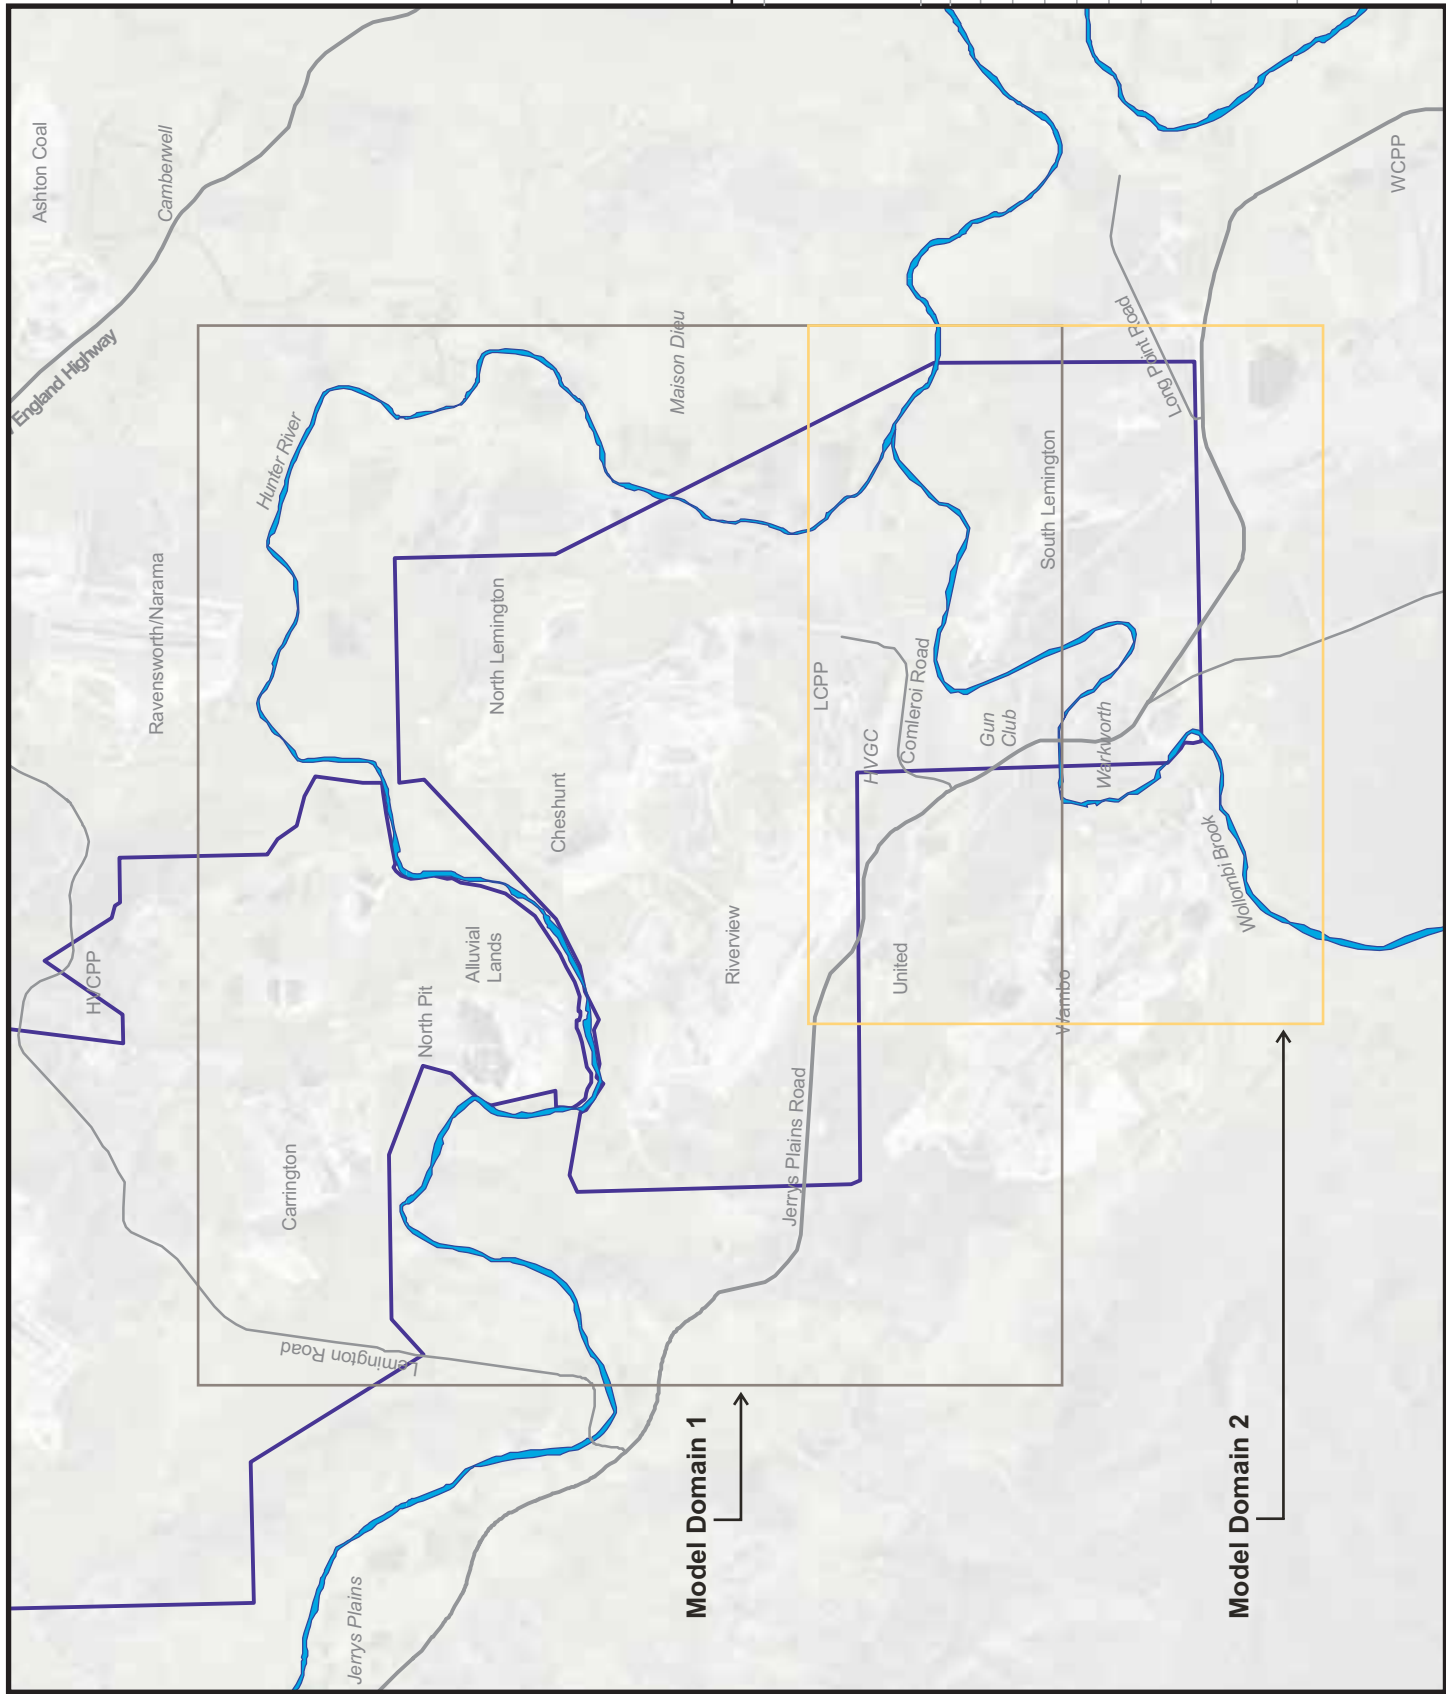 Ashton Coal
Camberwell
England Highway
Hunter River
Maison Dieu
Ravensworth/Narama
North Lemington
South Lemington
Long Point Road
WCPP
LCPP
HVGC
Comleroi Road
Gun
Club
Warkworth
Wollombi Brook
Cheshunt
HVCPP
Alluvial
Lands
North Pit
Riverview
United
Wambo
Carrington
Jerrys Plains Road
Lemington Road
Jerrys Plains
Model Domain 1
Model Domain 2